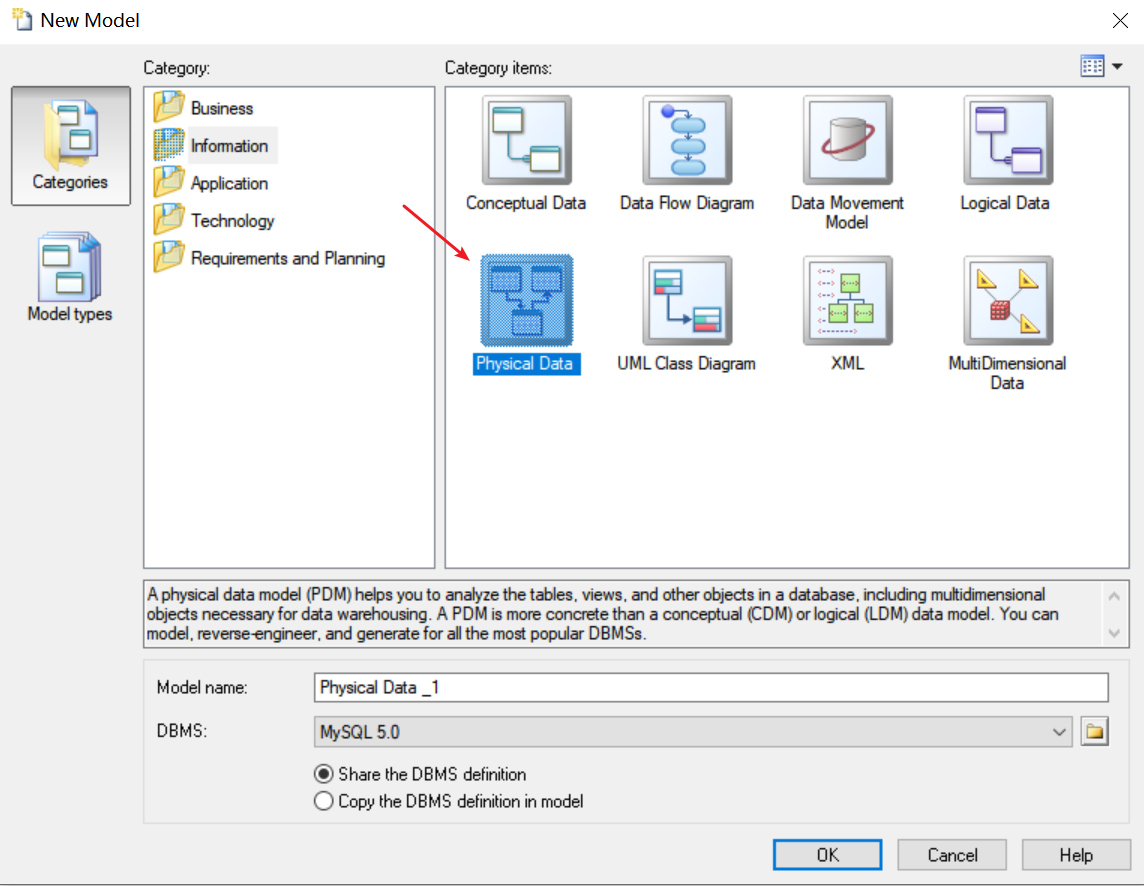 New Model
Category:
Category items:
Categories
Model types
Business
Information
Application
Technology
Requirements and Planning
Conceptual Data
Data Flow Diagram
Data Movement
Model
Logical Data
Physical Data
UML Class Diagram
XML
MultiDimensional
Data
A physical data model (PDM) helps you to analyze the tables, views, and other objects in a database, including multidimensional
objects necessary for data warehousing. A PDM is more concrete than a conceptual (CDM) or logical (LDM) data model. You can
model, reverse-engineer, and generate for all the most popular DBMSs.
Model name:
Physical Data _1
DBMS:
MySQL 5.0
Share the DBMS definition
Copy the DBMS definition in model
OK
Cancel
Help